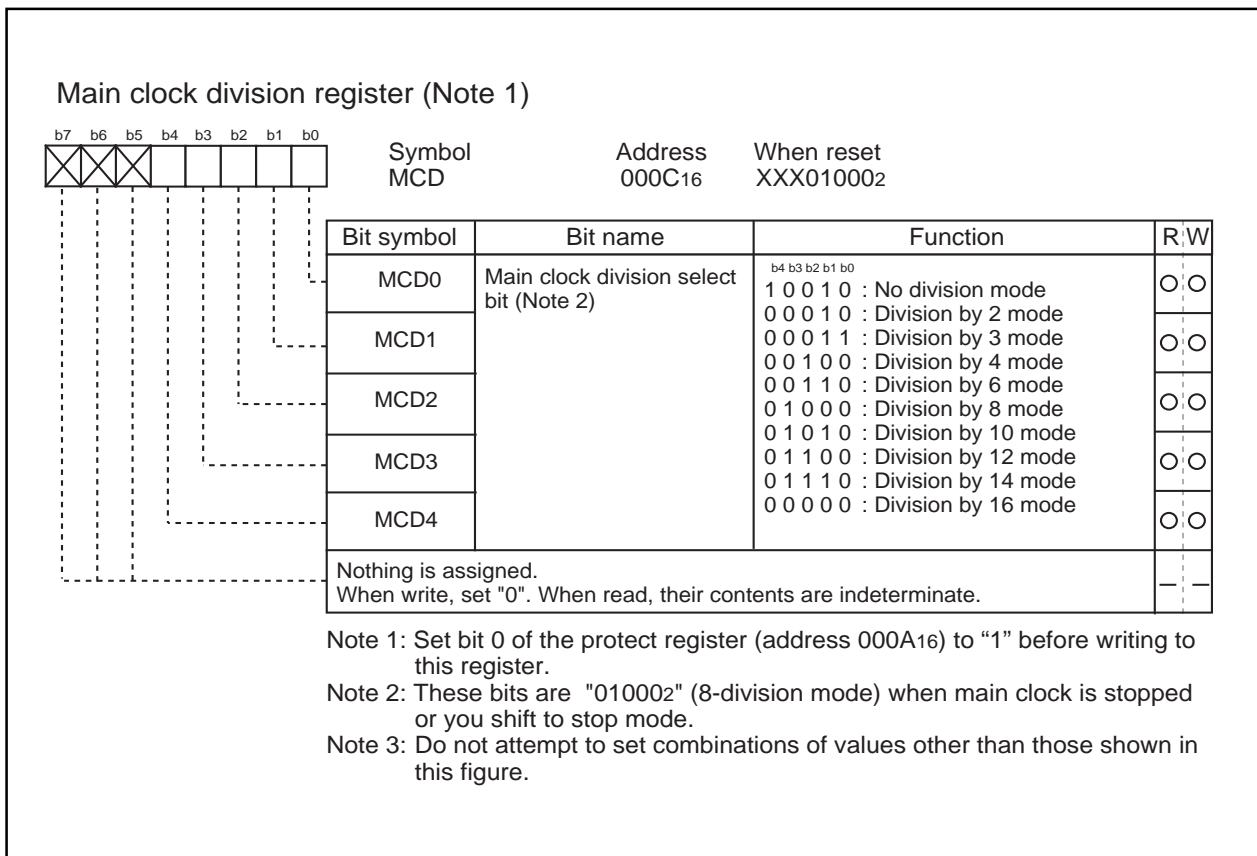 Main clock division register (Note 1)
b7 b6 b5 b4 b3 b2 b1 b0
Symbol Address When reset
MCD 000C16 XXX010002
Bit symbol Bit name Function R W
MCD0 Main clock division select
bit (Note 2)
b4 b3 b2 b1 b0
1 0 0 1 0 : No division mode
0 0 0 1 0 : Division by 2 mode
0 0 0 1 1 : Division by 3 mode
0 0 1 0 0 : Division by 4 mode
0 0 1 1 0 : Division by 6 mode
0 1 0 0 0 : Division by 8 mode
0 1 0 1 0 : Division by 10 mode
0 1 1 0 0 : Division by 12 mode
0 1 1 1 0 : Division by 14 mode
0 0 0 0 0 : Division by 16 mode
MCD1
MCD2
MCD3
MCD4
Nothing is assigned.
When write, set "0". When read, their contents are indeterminate.
Note 1: Set bit 0 of the protect register (address 000A16) to “1” before writing to
this register.
Note 2: These bits are "010002" (8-division mode) when main clock is stopped
or you shift to stop mode.
Note 3: Do not attempt to set combinations of values other than those shown in
this figure.